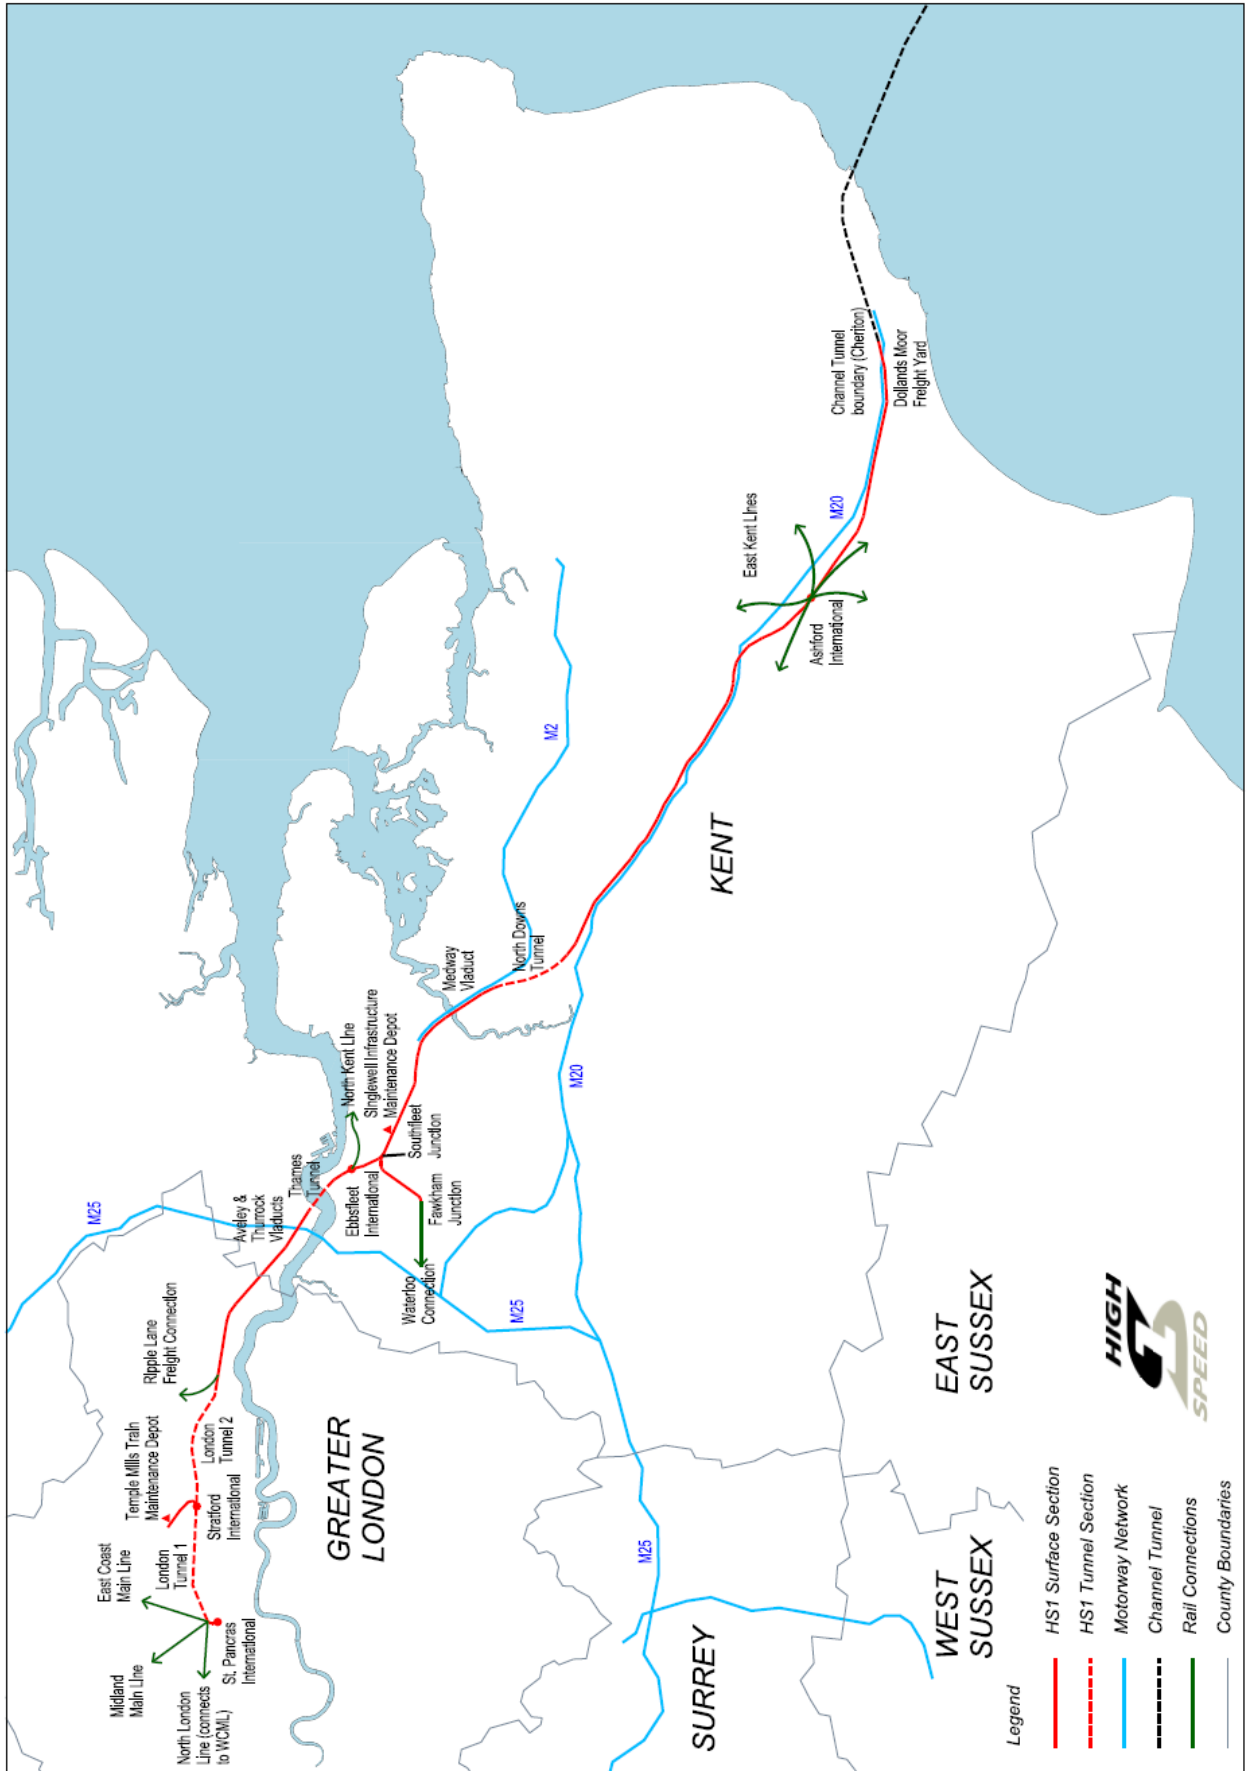 Midland
Main Line
East Coast
Main Line
North London
Line (connects
to WCML)
St. Pancras
International
London
Tunnel 1
Temple Mills Train
Maintenance Depot
Stratford
International
London
Tunnel 2
Ripple Lane
Freight Connection
M25
Aveley &
Thurrock
Viaducts
Thames
Tunnel
Ebbsfleet
International
North Kent Line
Singlewell Infrastructure
Maintenance Depot
Southfleet
Junction
Fawkham
Junction
Waterloo
Connection
Medway
Viaduct
North Downs
Tunnel
M2
M20
M25
GREATER
LONDON
KENT
East Kent Lines
Ashford
International
M20
Channel Tunnel
boundary (Cheriton)
Dollands Moor
Freight Yard
M25
SURREY
WEST
SUSSEX
EAST
SUSSEX
Legend
HS1 Surface Section
HS1 Tunnel Section
Motorway Network
Channel Tunnel
Rail Connections
County Boundaries
HIGH
SPEED